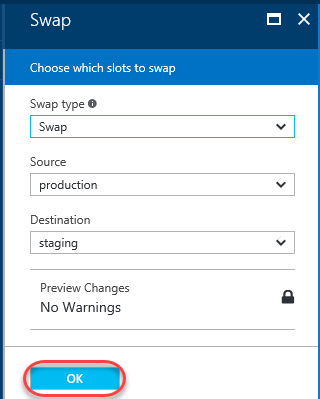 Swap
Choose which slots to swap
Swap type
Swap
Source
production
Destination
staging
Preview Changes
No Warnings
OK